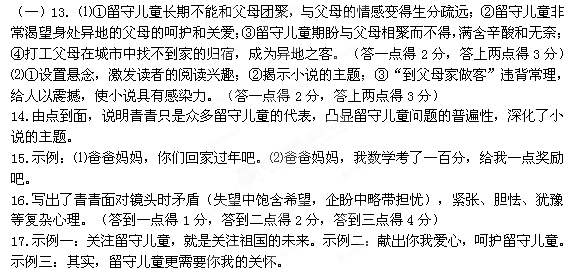 （一）13．⑴①留守儿童长期不能和父母团聚，与父母的情感变得生分疏远；②留守儿童非
常渴望身处异地的父母的呵护和关爱；③留守儿童期盼与父母相聚而不得，满含辛酸和无奈；
④打工父母在城市中找不到家的归宿，成为异地之客。（答一点得２分，答上两点得３分）
⑵①设置悬念，激发读者的阅读兴趣；②揭示小说的主题；③“到父母家做客”违背常理，
给人以震撼，使小说具有感染力。（答一点得２分，答上两点得３分）
14.由点到面，说明青青只是众多留守儿童的代表，凸显留守儿童问题的普遍性，深化了小
说的主题。
15．示例：⑴爸爸妈妈，你们回家过年吧。⑵爸爸妈妈，我数学考了一百分，给我一点奖励
吧。
16．写出了青青面对镜头时矛盾（失望中饱含希望，企盼中略带担忧），紧张、胆怯、犹豫
等复杂心理。（答到一点得１分，答到二点得２分，答到三点得４分）
17．示例一：关注留守儿童，就是关注祖国的未来。示例二：献出你我爱心，呵护留守儿童。
示例三：其实，留守儿童更需要你我的关怀。